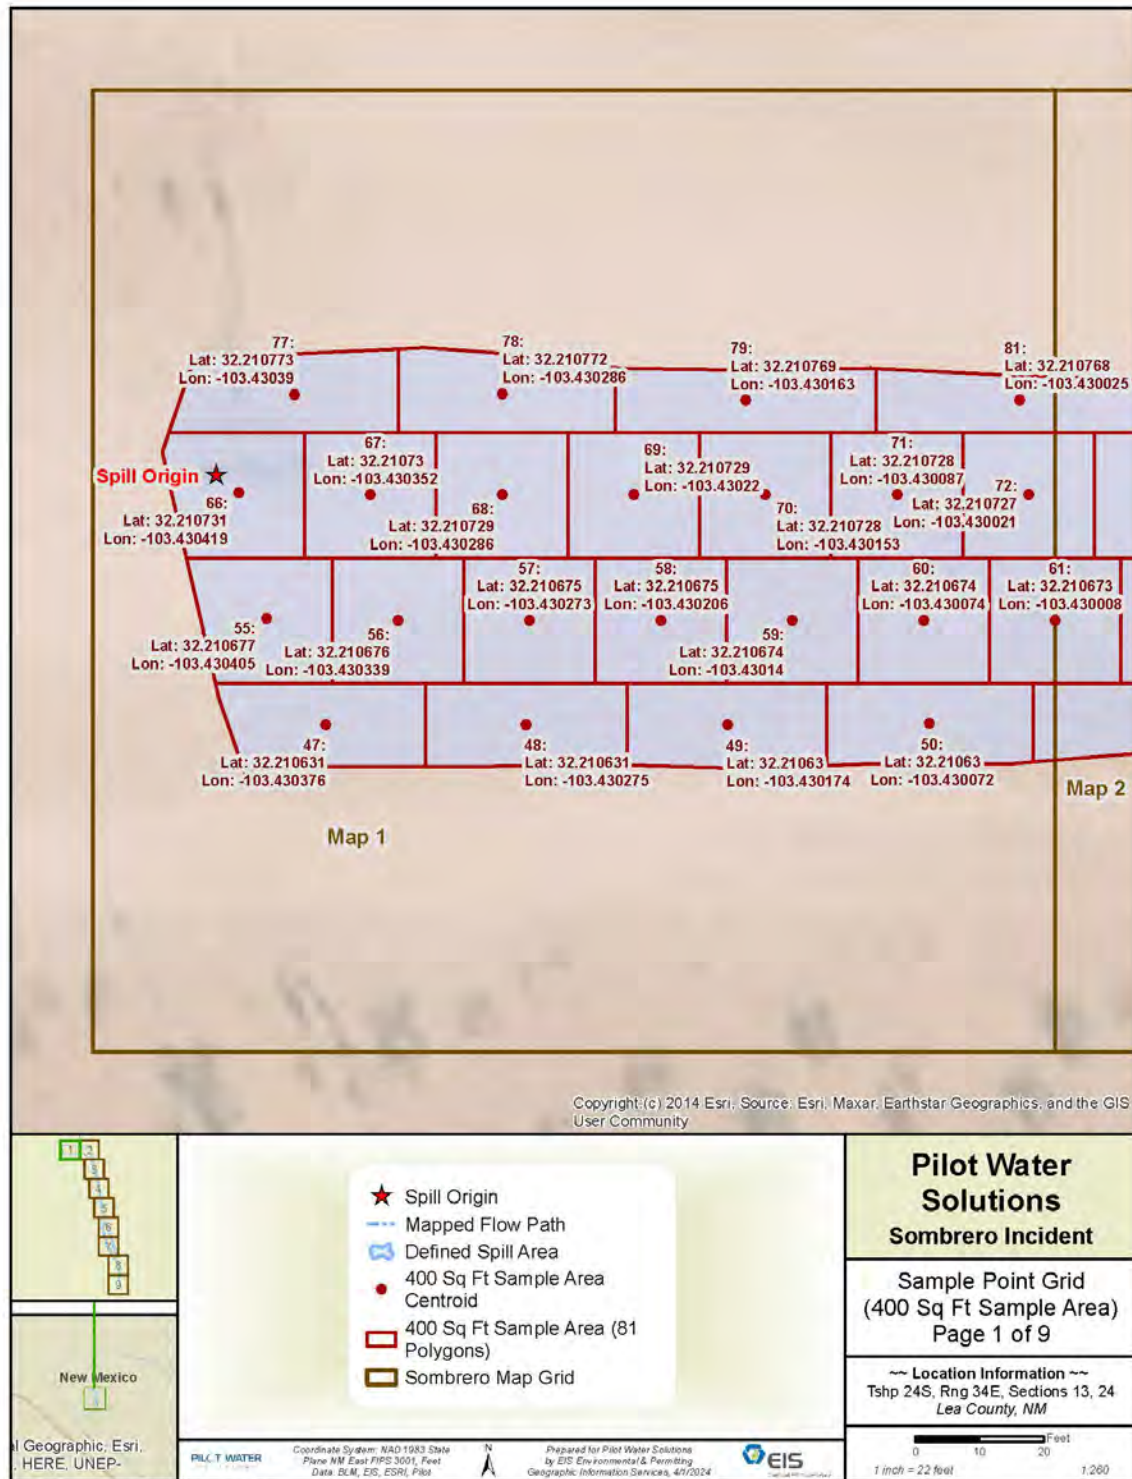 77:
Lat: 32.210773
Lon: -103.43039
78:
Lat: 32.210772
Lon: -103.430286
79:
Lat: 32.210769
Lon: -103.430163
81:
Lat: 32.210768
Lon: -103.430025
Spill Origin
66:
Lat: 32.210731
Lon: -103.430419
67:
Lat: 32.21073
Lon: -103.430352
68:
Lat: 32.210729
Lon: -103.430286
69:
Lat: 32.210729
Lon: -103.43022
70:
Lat: 32.210728
Lon: -103.430153
71:
Lat: 32.210728
Lon: -103.430087
72:
Lat: 32.210727
Lon: -103.430021
55:
Lat: 32.210677
Lon: -103.430405
56:
Lat: 32.210676
Lon: -103.430339
57:
Lat: 32.210675
Lon: -103.430273
58:
Lat: 32.210675
Lon: -103.430206
59:
Lat: 32.210674
Lon: -103.43014
60:
Lat: 32.210674
Lon: -103.430074
61:
Lat: 32.210673
Lon: -103.430008
47:
Lat: 32.210631
Lon: -103.430376
48:
Lat: 32.210631
Lon: -103.430275
49:
Lat: 32.21063
Lon: -103.430174
50:
Lat: 32.21063
Lon: -103.430072
Map 1
Map 2
Copyright:(c) 2014 Esri, Source: Esri, Maxar, Earthstar Geographics, and the GIS
User Community
1 2
3
4
5
6
7
8
9
New Mexico
Geographic, Esri,
, HERE, UNEP-
Spill Origin
Mapped Flow Path
Defined Spill Area
400 Sq Ft Sample Area
Centroid
400 Sq Ft Sample Area (81
Polygons)
Sombrero Map Grid
PILOT WATER
Coordinate System: NAD 1983 State
Plane NM East FIPS 3001, Feet
Data: BLM, EIS, ESRI, Pilot
N
Prepared for Pilot Water Solutions
by EIS Environmental & Permitting
Geographic Information Services, 4/1/2024
EIS
Pilot Water
Solutions
Sombrero Incident
Sample Point Grid
(400 Sq Ft Sample Area)
Page 1 of 9
~~ Location Information ~~
Tshp 24S, Rng 34E, Sections 13, 24
Lea County, NM
Feet
0 10 20
1 inch = 22 feet 1:260